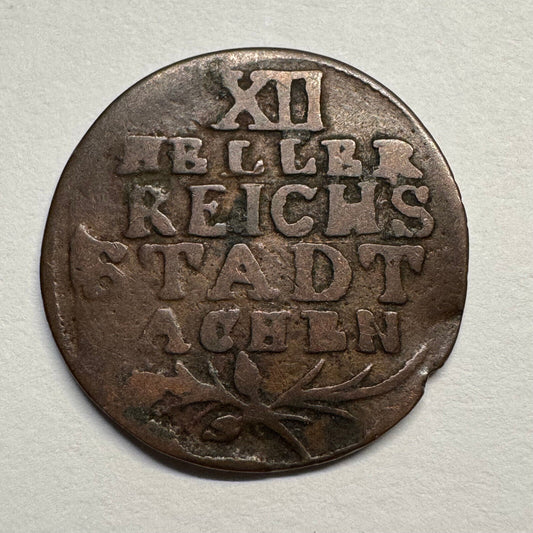 XII
HELLER
REICHS
STADT
ACHEN